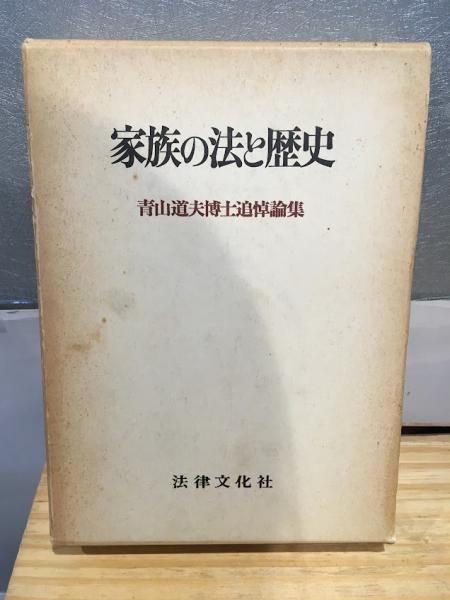 家族の法と歴史
青山道夫博士追悼論集
法律文化社